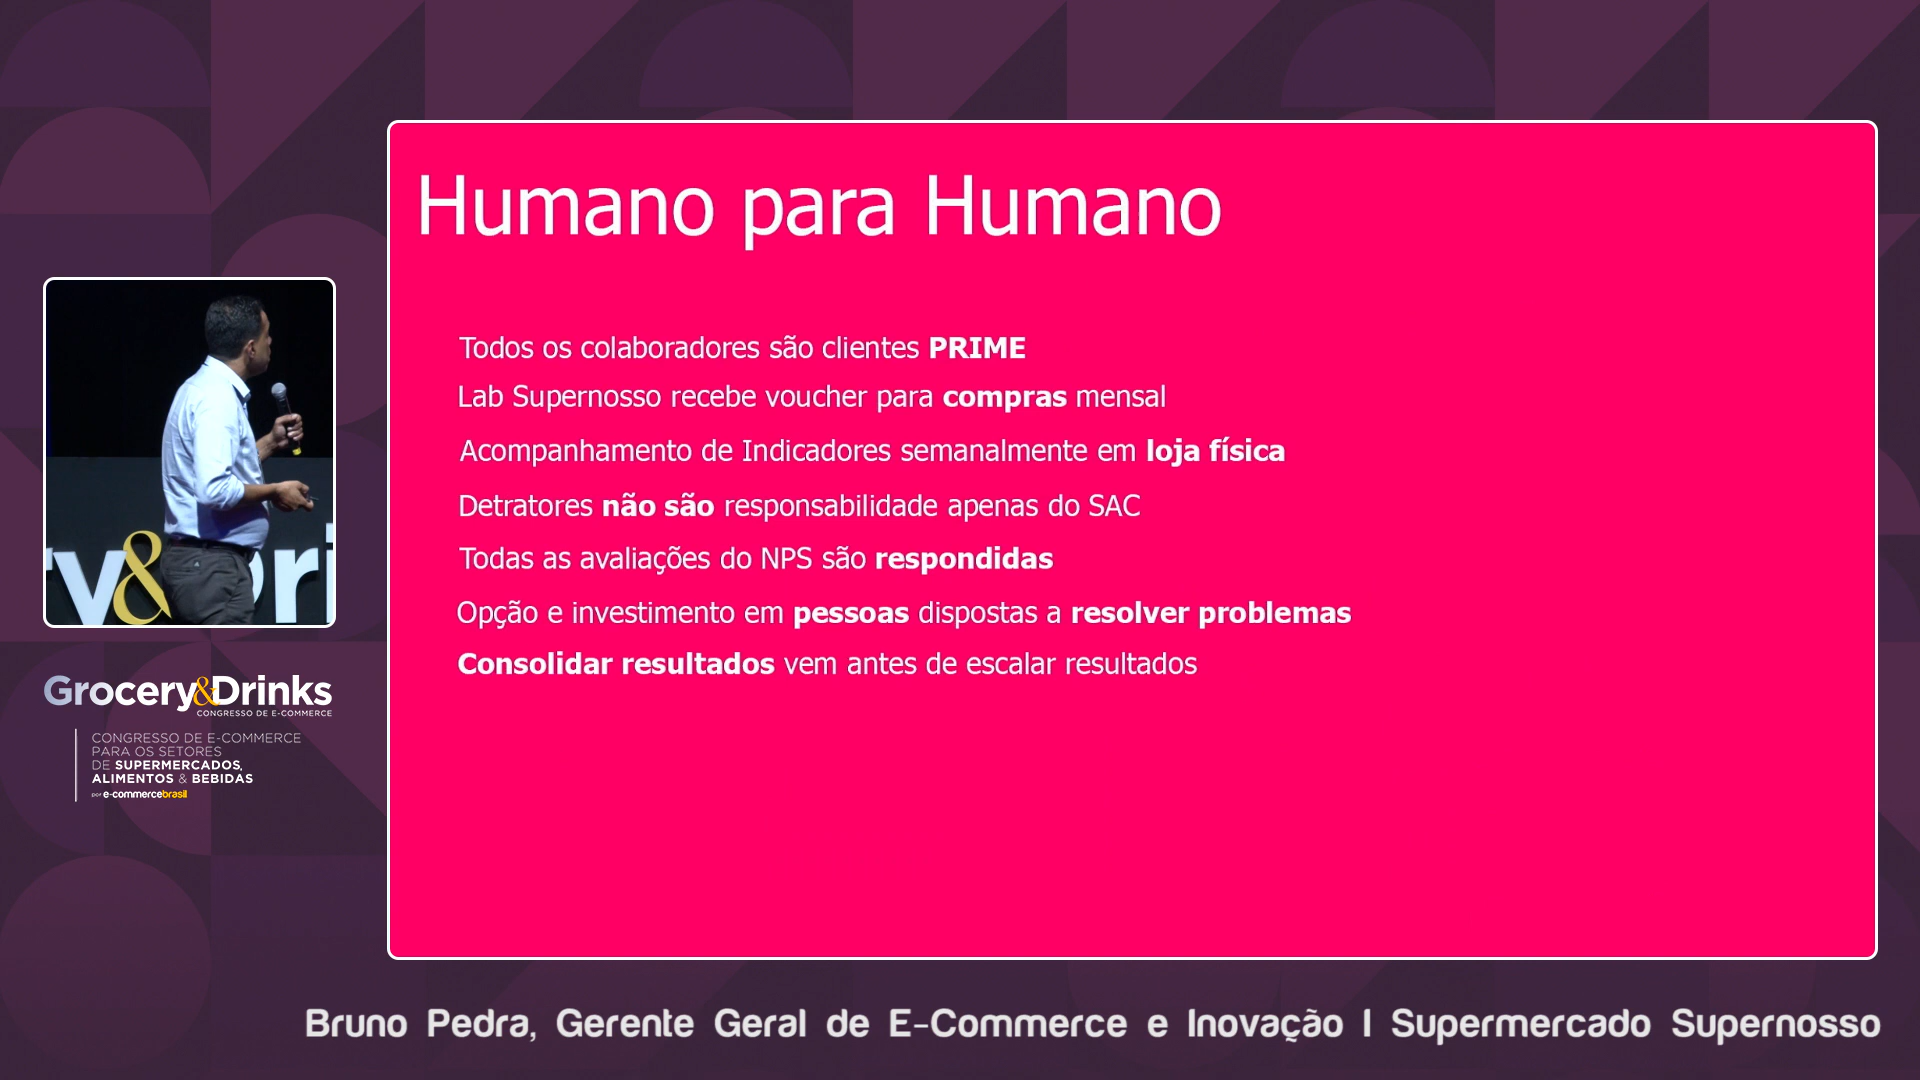 Humano para Humano
Todos os colaboradores são clientes PRIME
Lab Supernosso recebe voucher para compras mensal
Acompanhamento de Indicadores semanalmente em loja física
Detratores não são responsabilidade apenas do SAC
Todas as avaliações do NPS são respondidas
Opção e investimento em pessoas dispostas a resolver problemas
Consolidar resultados vem antes de escalar resultados
y& Dri
Grocery&Drinks
CONGRESSO DE E-COMMERCE
CONGRESSO DE E-COMMERCE
PARA OS SETORES
DE SUPERMERCADOS,
ALIMENTOS & BEBIDAS
por e-commercebrasil
Bruno Pedra, Gerente Geral de E-Commerce e Inovação | Supermercado Supernosso